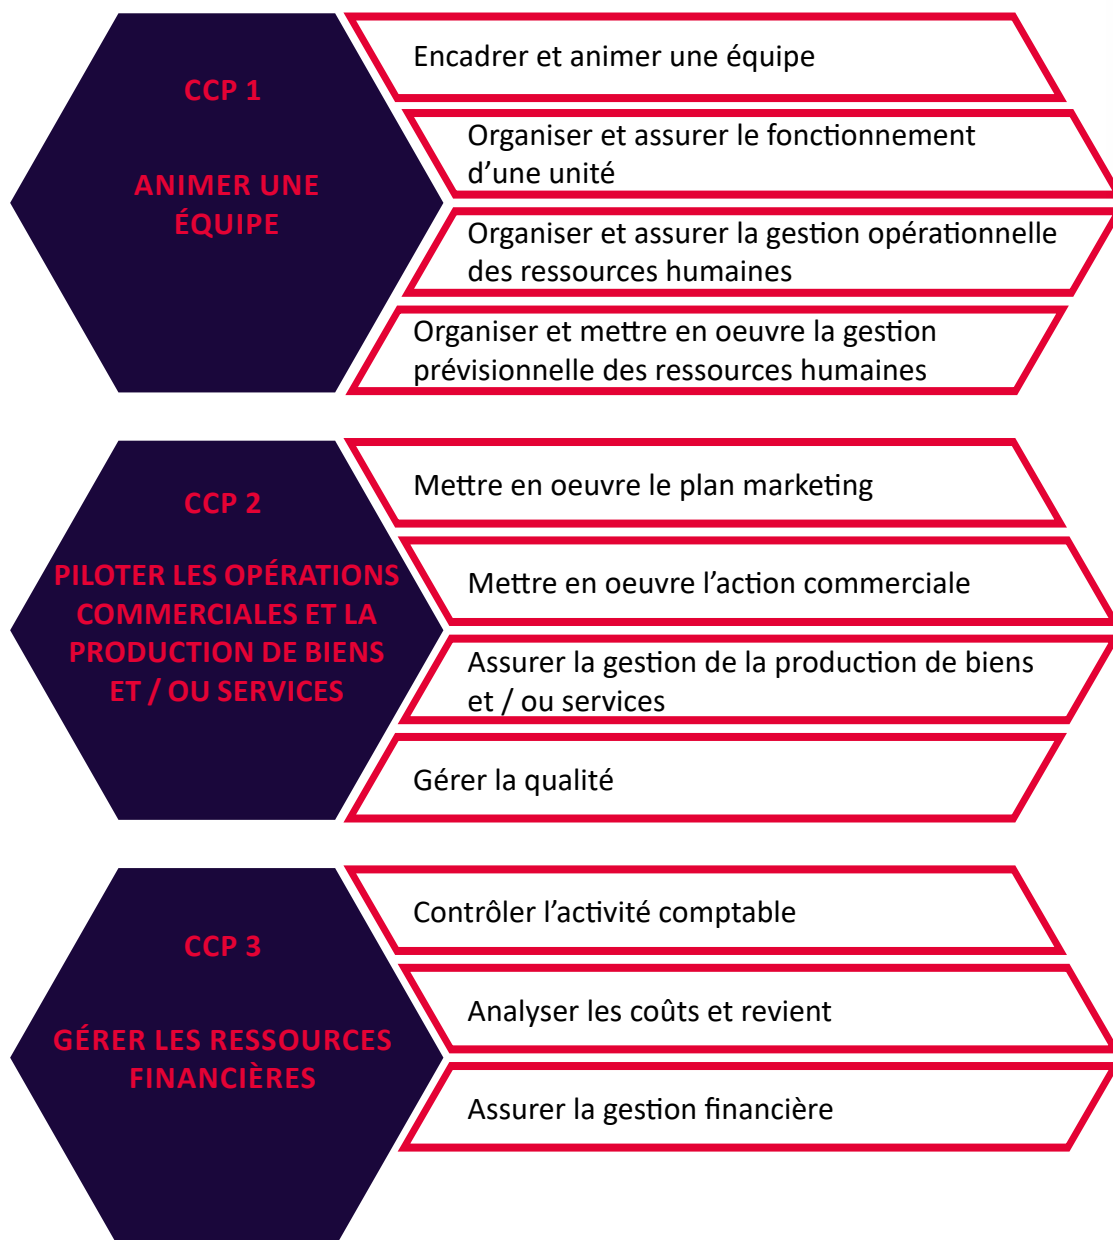 CCP 1
ANIMER UNE
ÉQUIPE
Encadrer et animer une équipe
Organiser et assurer le fonctionnement
d’une unité
Organiser et assurer la gestion opérationnelle
des ressources humaines
Organiser et mettre en oeuvre la gestion
prévisionnelle des ressources humaines
CCP 2
PILOTER LES OPÉRATIONS
COMMERCIALES ET LA
PRODUCTION DE BIENS
ET / OU SERVICES
Mettre en oeuvre le plan marketing
Mettre en oeuvre l’action commerciale
Assurer la gestion de la production de biens
et / ou services
Gérer la qualité
CCP 3
GÉRER LES RESSOURCES
FINANCIÈRES
Contrôler l’activité comptable
Analyser les coûts et revient
Assurer la gestion financière